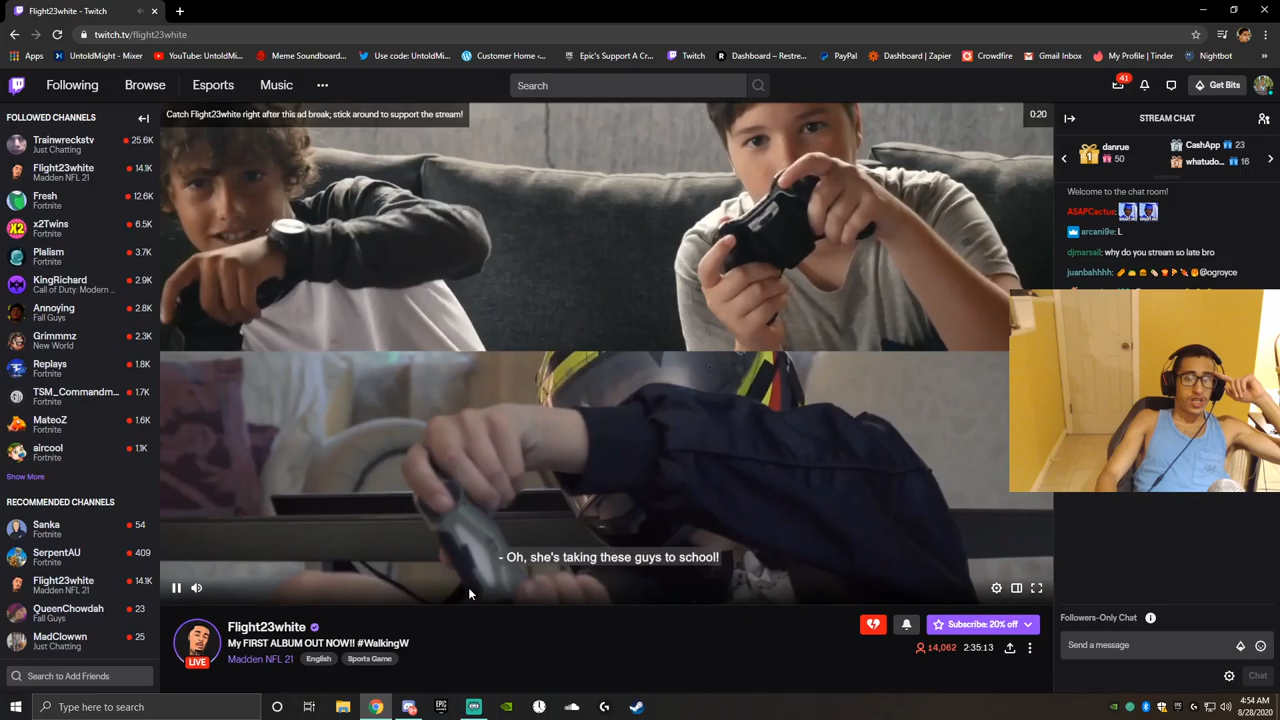 Flight23white - Twitch
twitch.tv/flight23white
Apps
UntoldMight - Mixer
YouTube: UntoldMi...
Meme Soundboard...
Use code: UntoldMi...
Customer Home -...
Epic's Support A Cr...
Twitch
Dashboard – Restre...
PayPal
Dashboard | Zapier
Crowdfire
Gmail Inbox
My Profile | Tinder
Nightbot
Following
Browse
Esports
Music
Search
41
Get Bits
FOLLOWED CHANNELS
Trainwreckstv 25.6K
Just Chatting
Flight23white 14.1K
Madden NFL 21
Fresh 12.6K
Fortnite
x2Twins 6.5K
Fortnite
Plalism 3.7K
Fortnite
KingRichard 2.9K
Call of Duty: Modern ...
Annoying 2.8K
Fall Guys
Grimmmz 2.3K
New World
Replays 1.8K
Fortnite
TSM_Commandm... 1.7K
Fortnite
MateoZ 1.6K
Fortnite
aircool 1.1K
Fortnite
Show More
RECOMMENDED CHANNELS
Sanka 54
Fortnite
SerpentAU 409
Fortnite
Flight23white 14.1K
Madden NFL 21
QueenChowdah 23
Fall Guys
MadClowwn 25
Just Chatting
Search to Add Friends
Catch Flight23white right after this ad break; stick around to support the stream!
0:20
- Oh, she's taking these guys to school!
Flight23white
My FIRST ALBUM OUT NOW!! #WalkingW
Madden NFL 21 English Sports Game
LIVE
Subscribe: 20% off
14,062 2:35:13
STREAM CHAT
1
danrue
50
CashApp 23
whatudo... 16
Welcome to the chat room!
ASAPCactus:
arcani9e: L
djmarsail: why do you stream so late bro
juanbahhhh: @ogroyce
Followers-Only Chat
Send a message
Chat
Type here to search
4:54 AM
8/28/2020